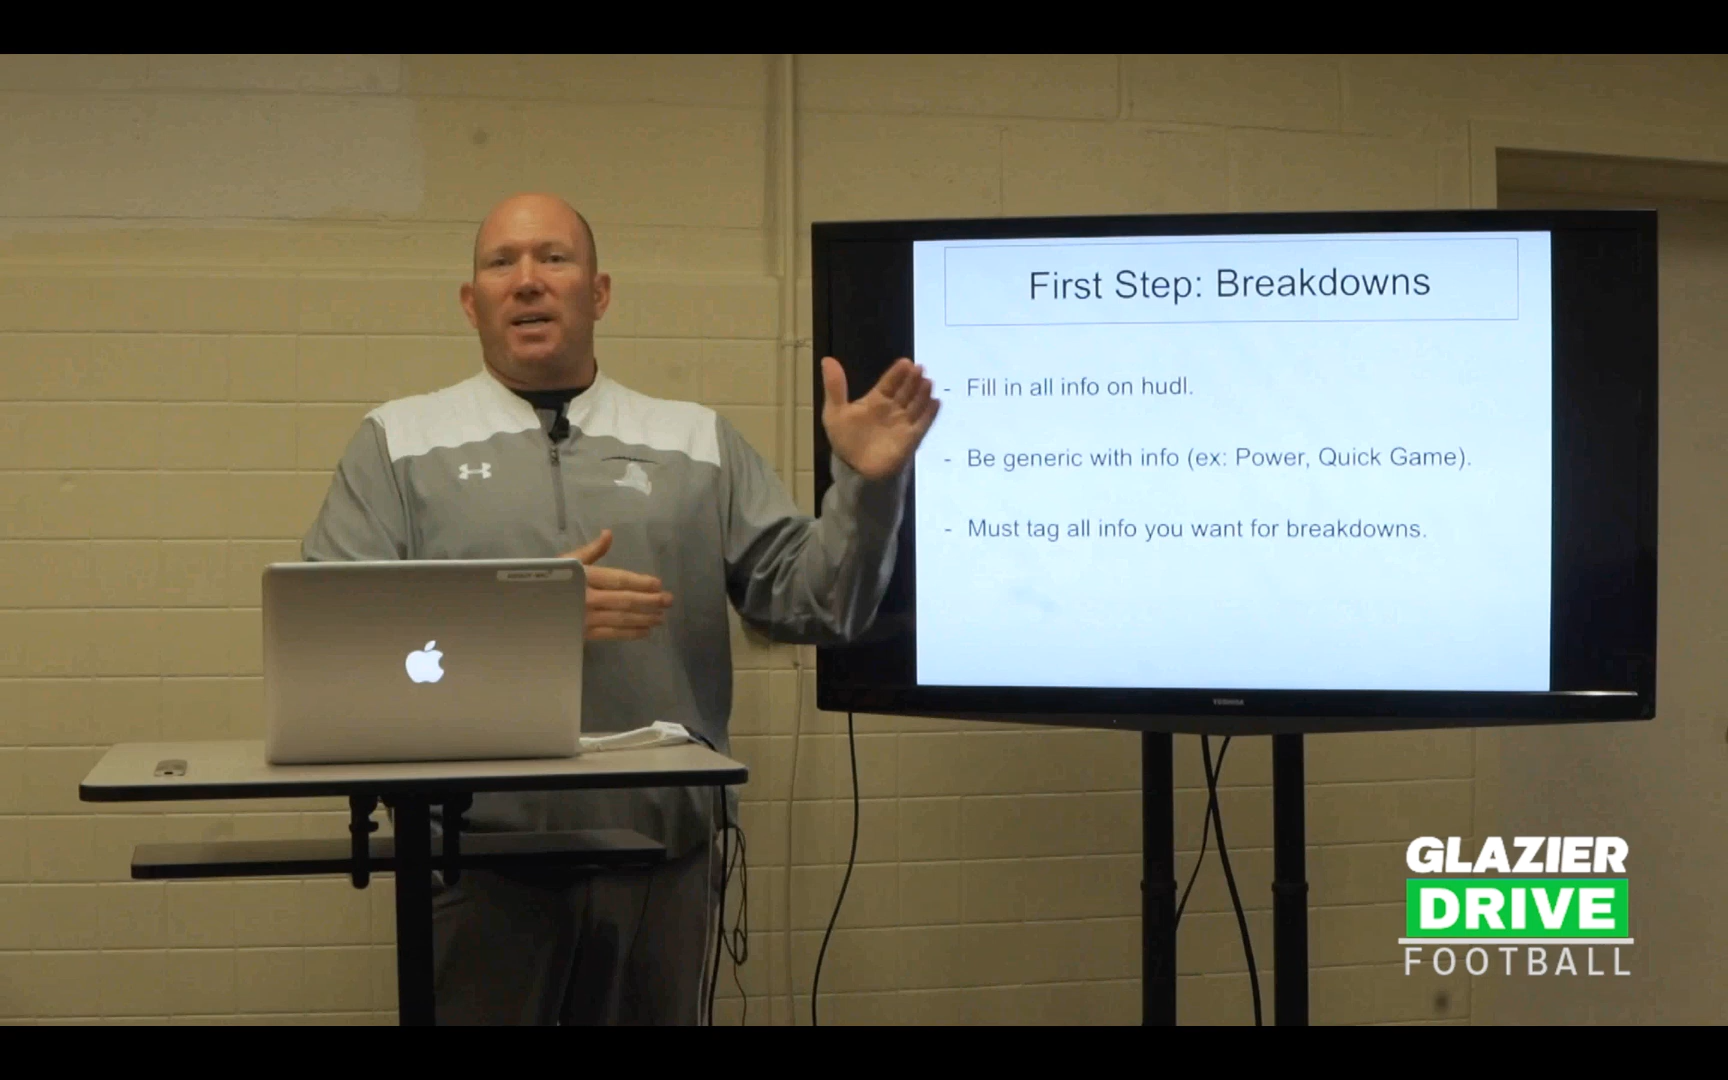 First Step: Breakdowns
- Fill in all info on hudl.
- Be generic with info (ex: Power, Quick Game).
- Must tag all info you want for breakdowns.
TOSHIBA
GLAZIER
DRIVE
FOOTBALL